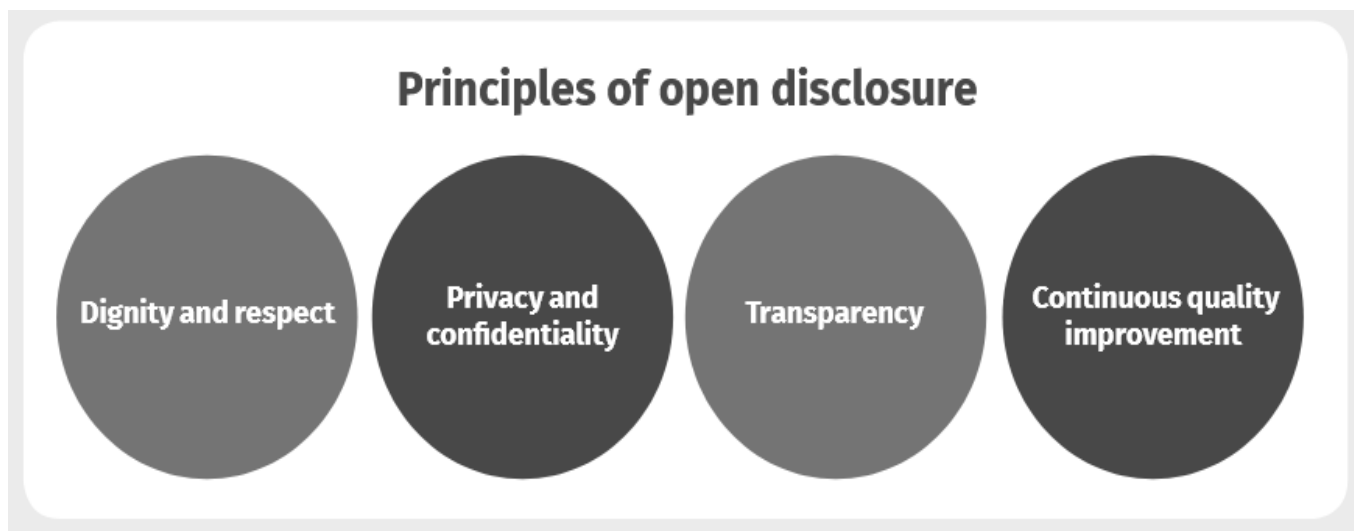 Principles of open disclosure
Dignity and respect
Privacy and
confidentiality
Transparency
Continuous quality
improvement